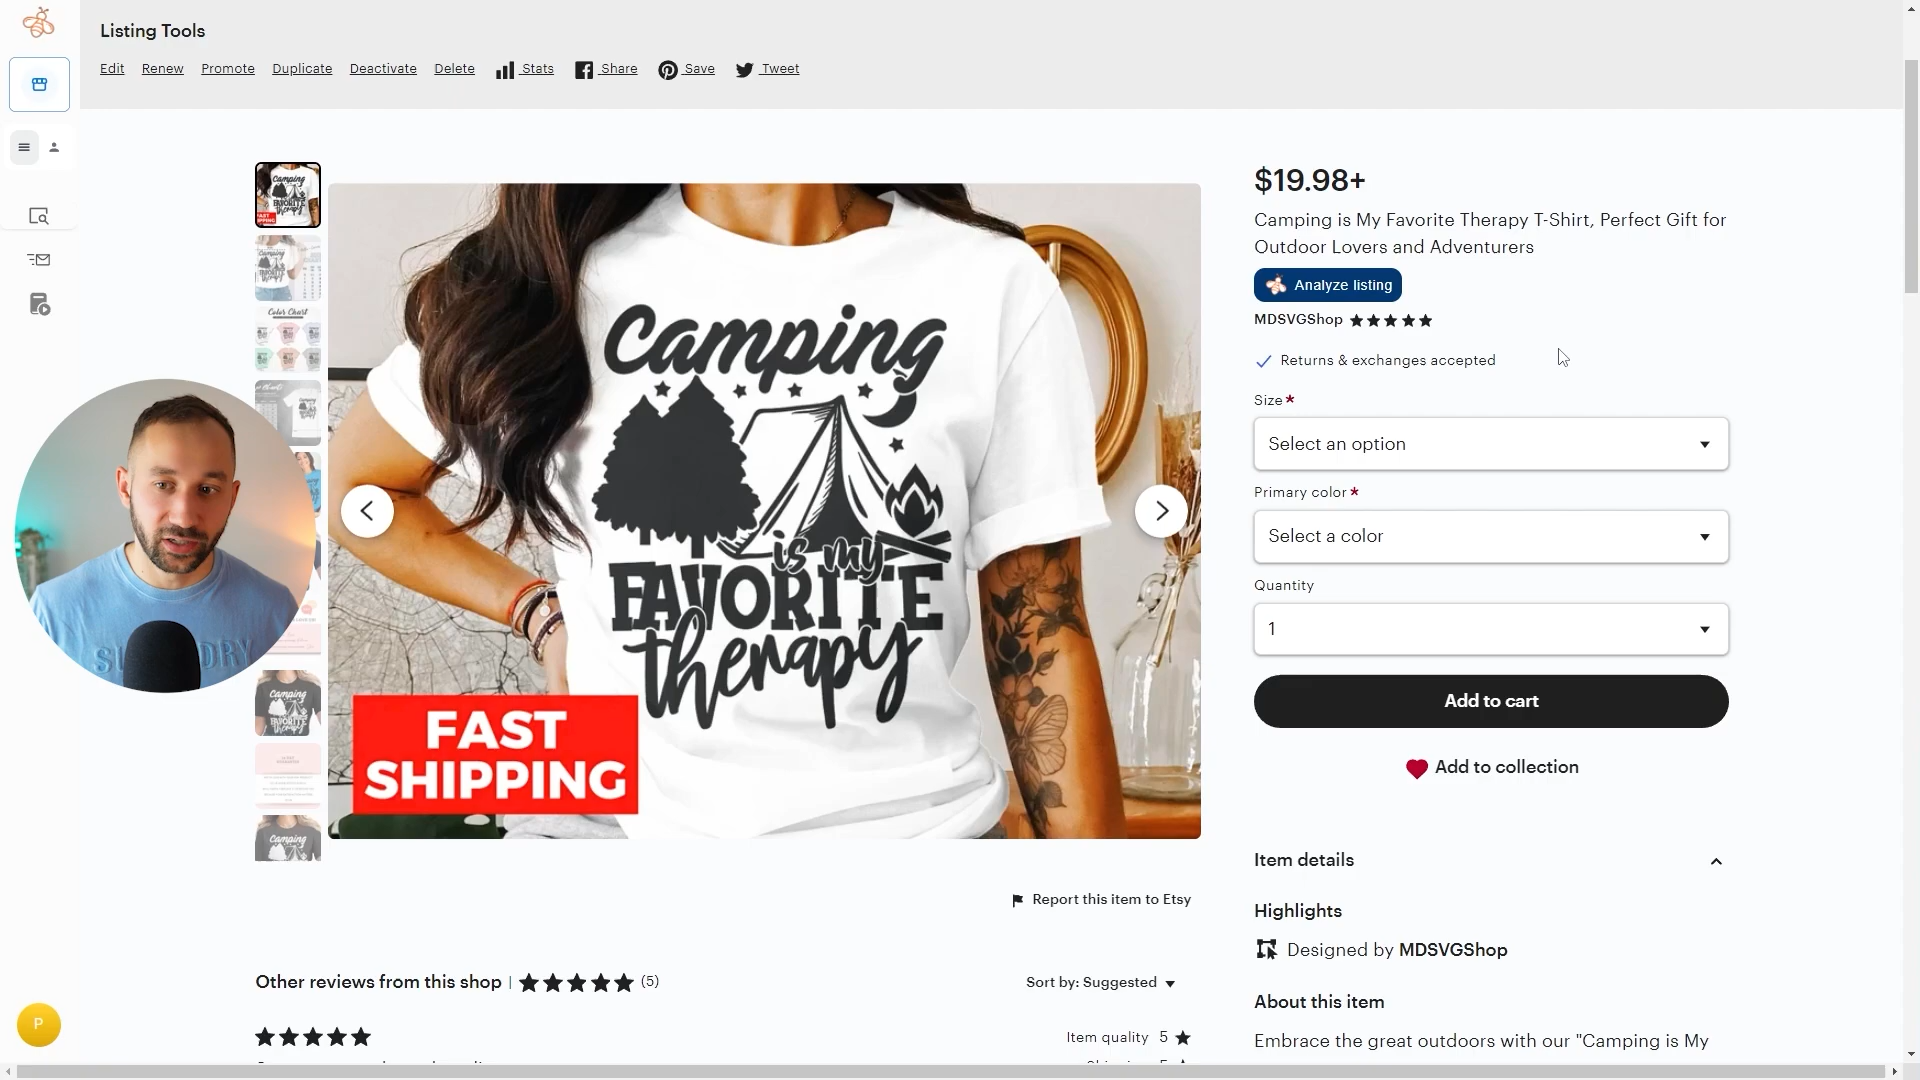 Listing Tools
Edit Renew Promote Duplicate Deactivate Delete Stats Share Save Tweet
$19.98+
Camping is My Favorite Therapy T-Shirt, Perfect Gift for
Outdoor Lovers and Adventurers
Analyze listing
MDSVGShop
Returns & exchanges accepted
Size*
Select an option
Primary color*
Select a color
Quantity
1
Add to cart
Add to collection
Item details
Highlights
Designed by MDSVGShop
About this item
Embrace the great outdoors with our "Camping is My
Camping
is my
FAVORITE
therapy
FAST
SHIPPING
Color Chart
Report this item to Etsy
Other reviews from this shop | (5)
Sort by: Suggested
Item quality 5
P